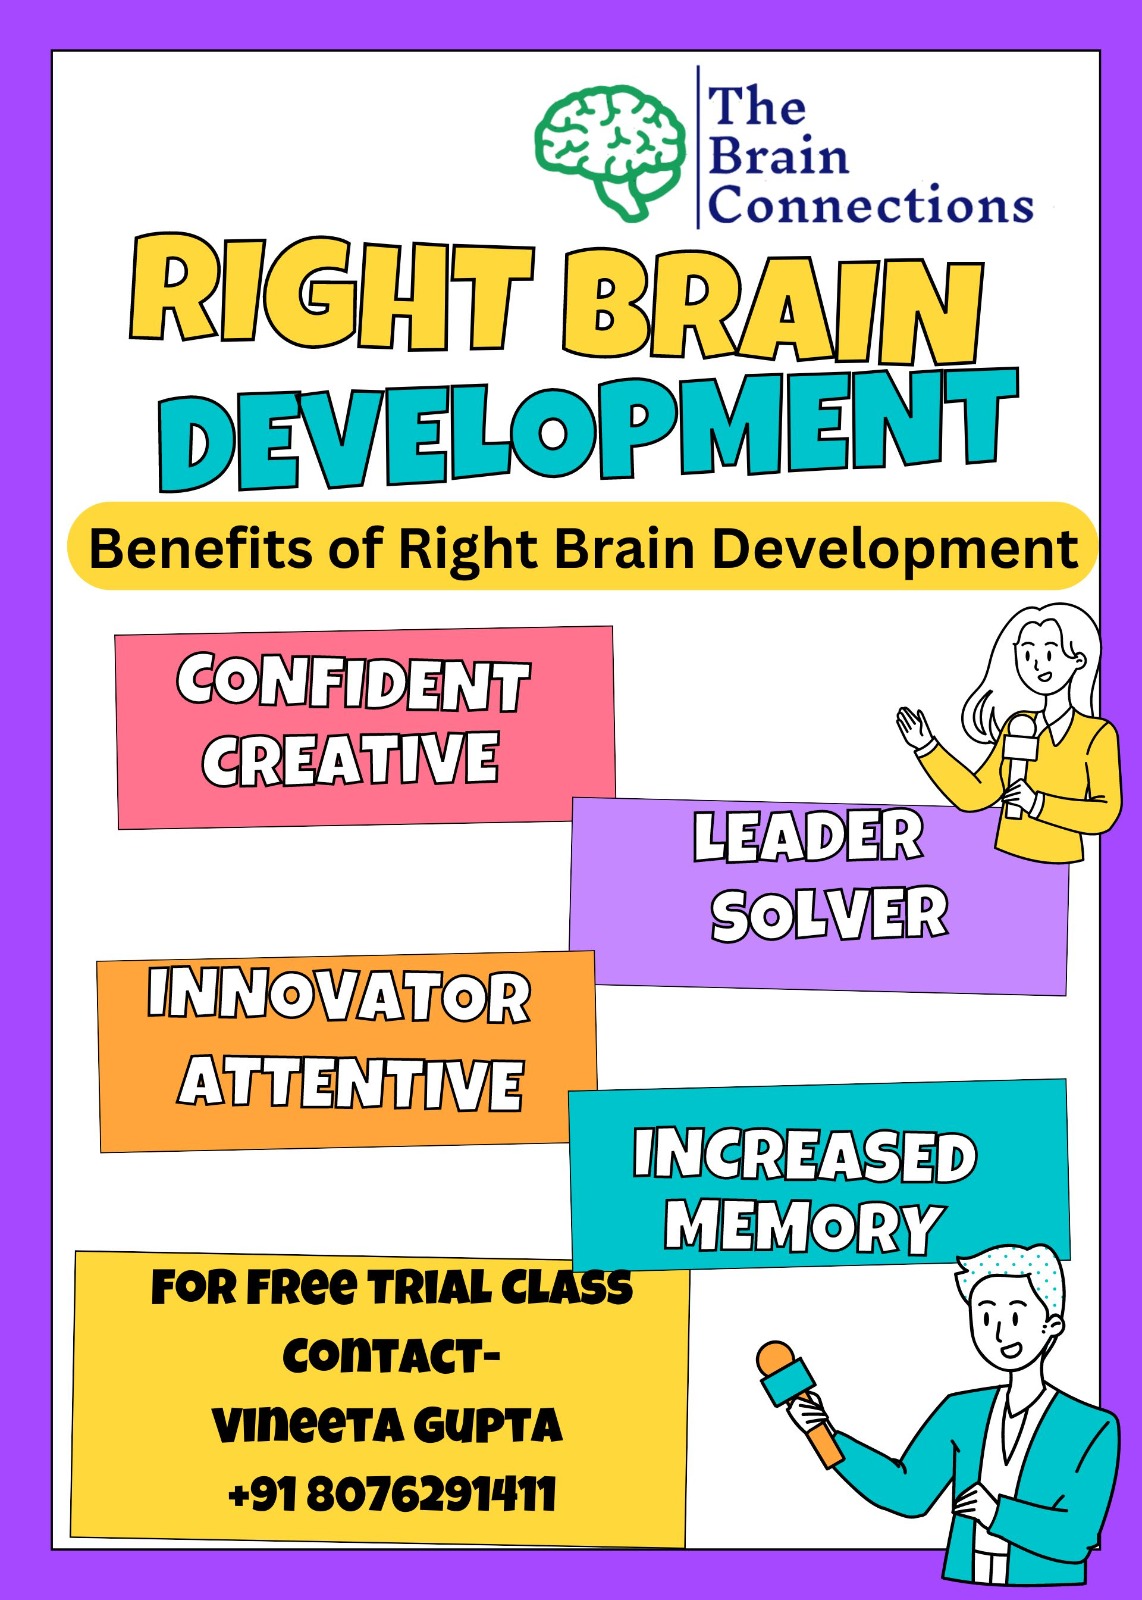 The
Brain
Connections
RIGHT BRAIN
DEVELOPMENT
Benefits of Right Brain Development
CONFIDENT
CREATIVE
LEADER
SOLVER
INNOVATOR
ATTENTIVE
INCREASED
MEMORY
FOR FREE TRIAL CLASS
CONTACT-
VINEETA GUPTA
+91 8076291411